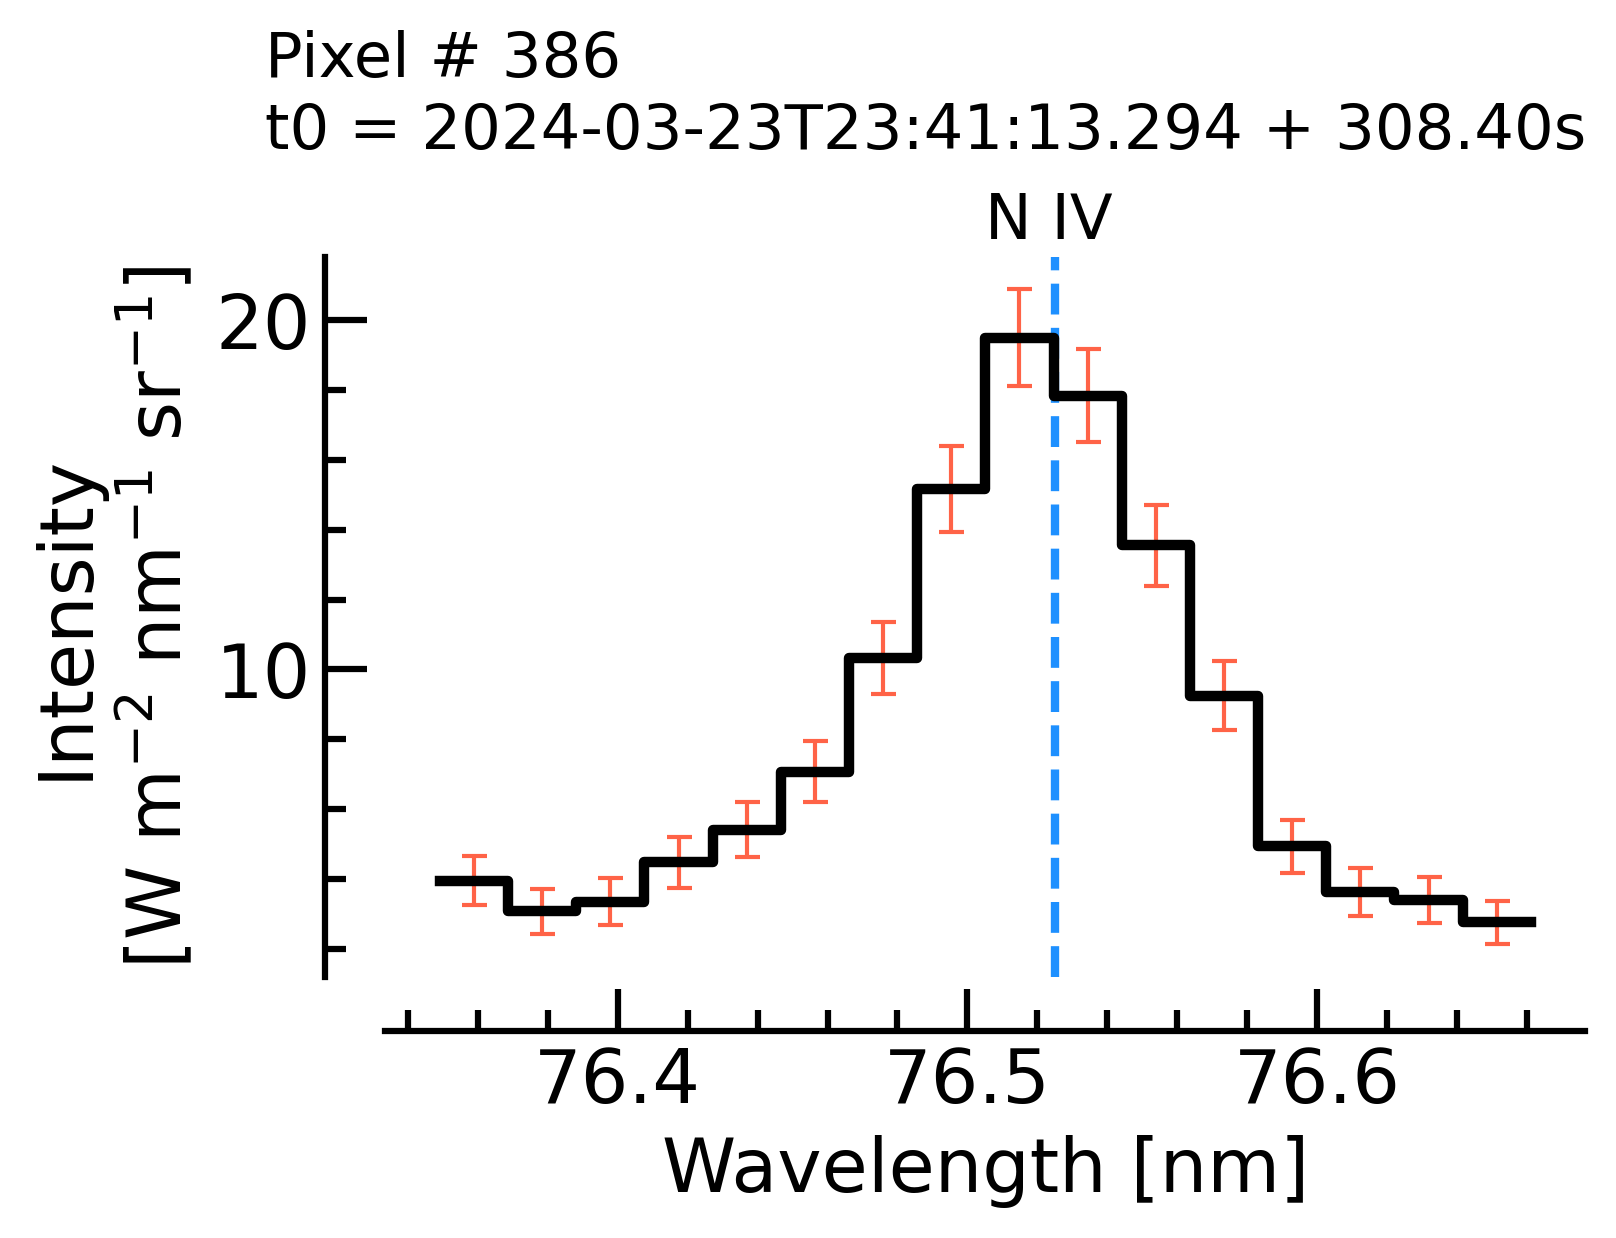 Pixel # 386
t0 = 2024-03-23T23:41:13.294 + 308.40s
N IV
Intensity
[W m⁻² nm⁻¹ sr⁻¹]
20
10
76.4 76.5 76.6
Wavelength [nm]